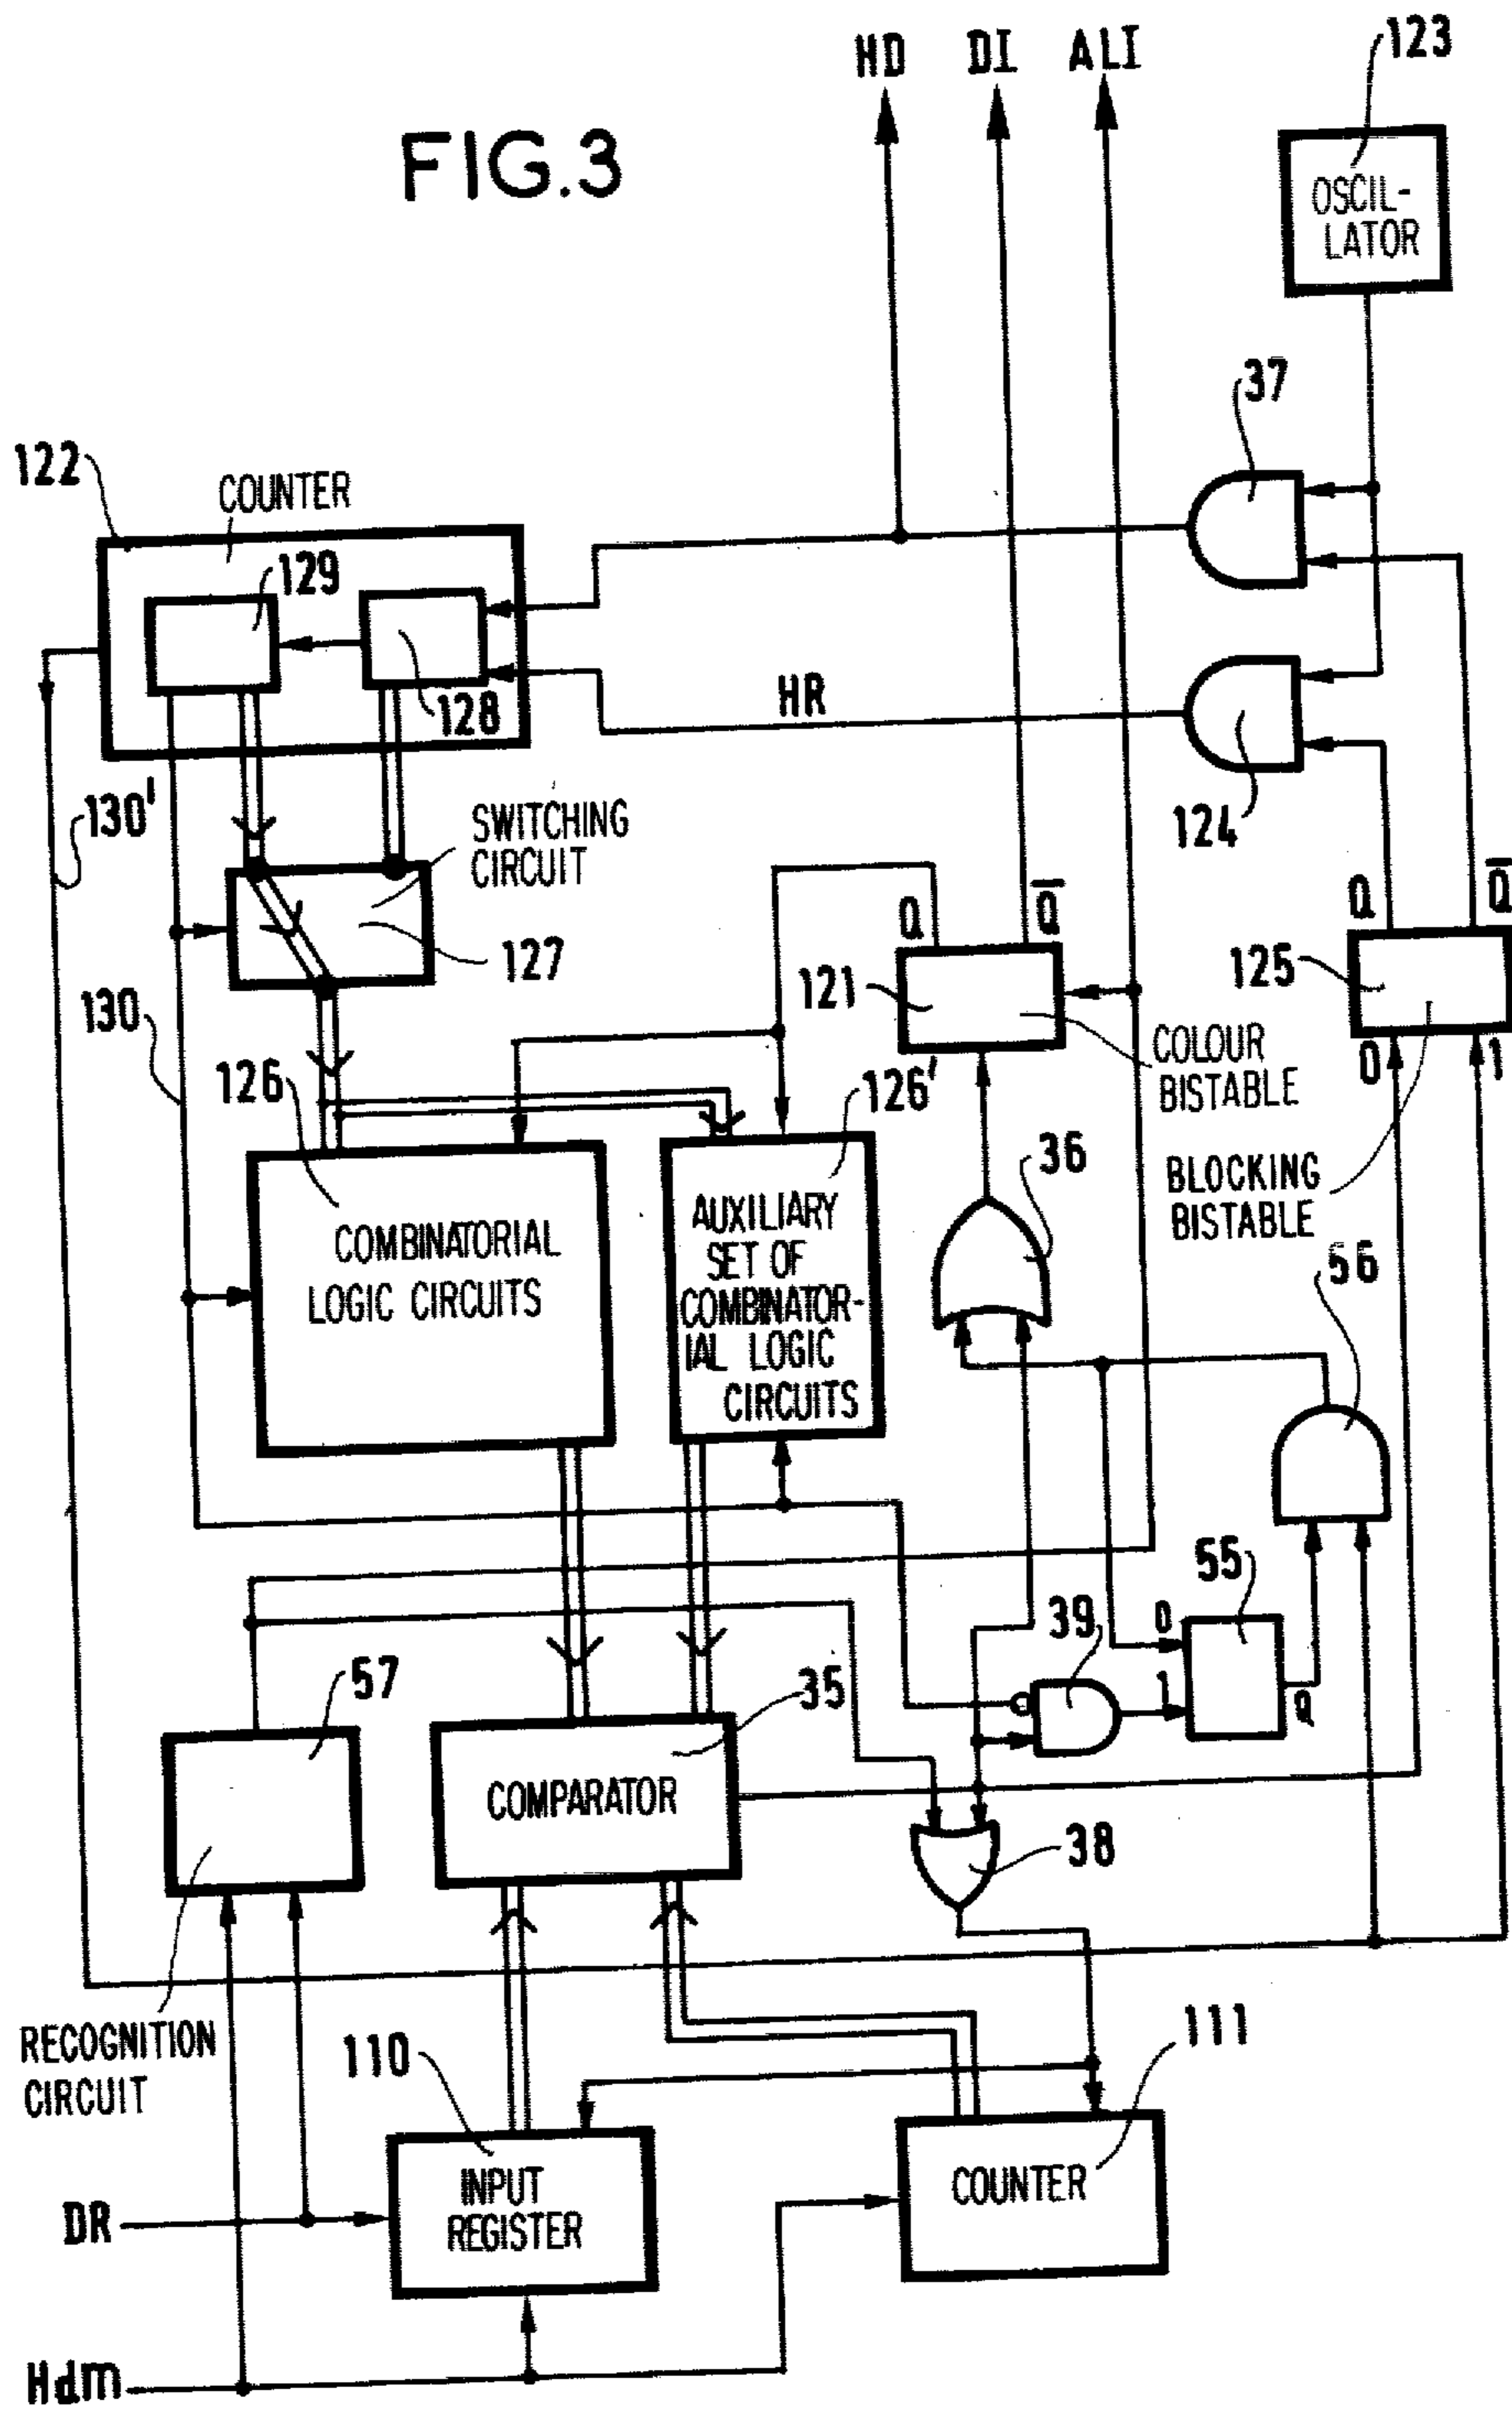 HD DI ALI
123
FIG.3
OSCIL-
LATOR
37
122
COUNTER
129
128
HR
124
130'
SWITCHING
CIRCUIT
127
Q Q̅
Q Q̅
121
125
0 1
130
COLOUR
BISTABLE
126
126'
36
BLOCKING
BISTABLE
COMBINATORIAL
LOGIC CIRCUITS
AUXILIARY
SET OF
COMBINATOR-
IAL LOGIC
CIRCUITS
56
55
39
0
1
Q
57
35
COMPARATOR
38
RECOGNITION
CIRCUIT
110
111
INPUT
REGISTER
COUNTER
DR
Hdm